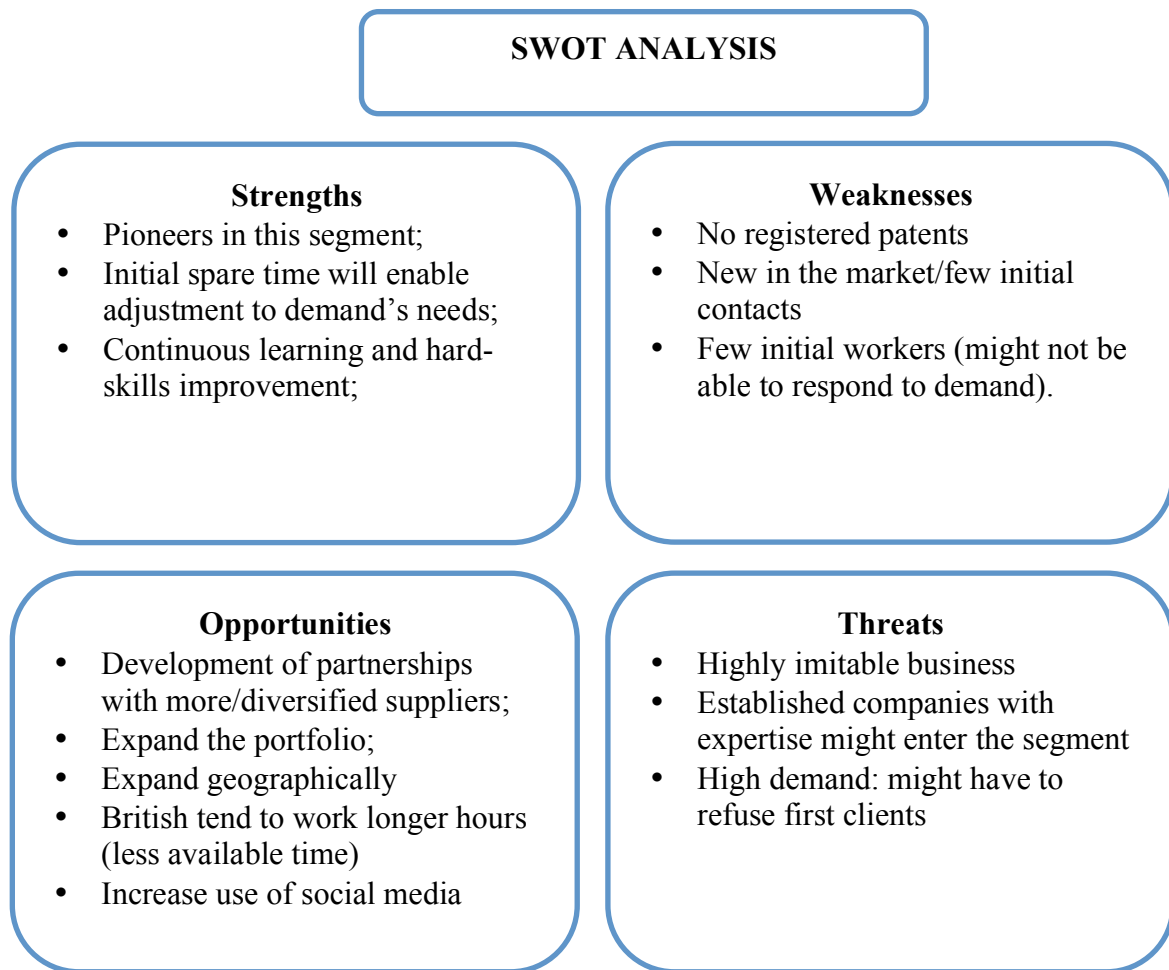 SWOT ANALYSIS
Strengths
• Pioneers in this segment;
• Initial spare time will enable
adjustment to demand’s needs;
• Continuous learning and hard-
skills improvement;
Weaknesses
• No registered patents
• New in the market/few initial
contacts
• Few initial workers (might not be
able to respond to demand).
Opportunities
• Development of partnerships
with more/diversified suppliers;
• Expand the portfolio;
• Expand geographically
• British tend to work longer hours
(less available time)
• Increase use of social media
Threats
• Highly imitable business
• Established companies with
expertise might enter the segment
• High demand: might have to
refuse first clients